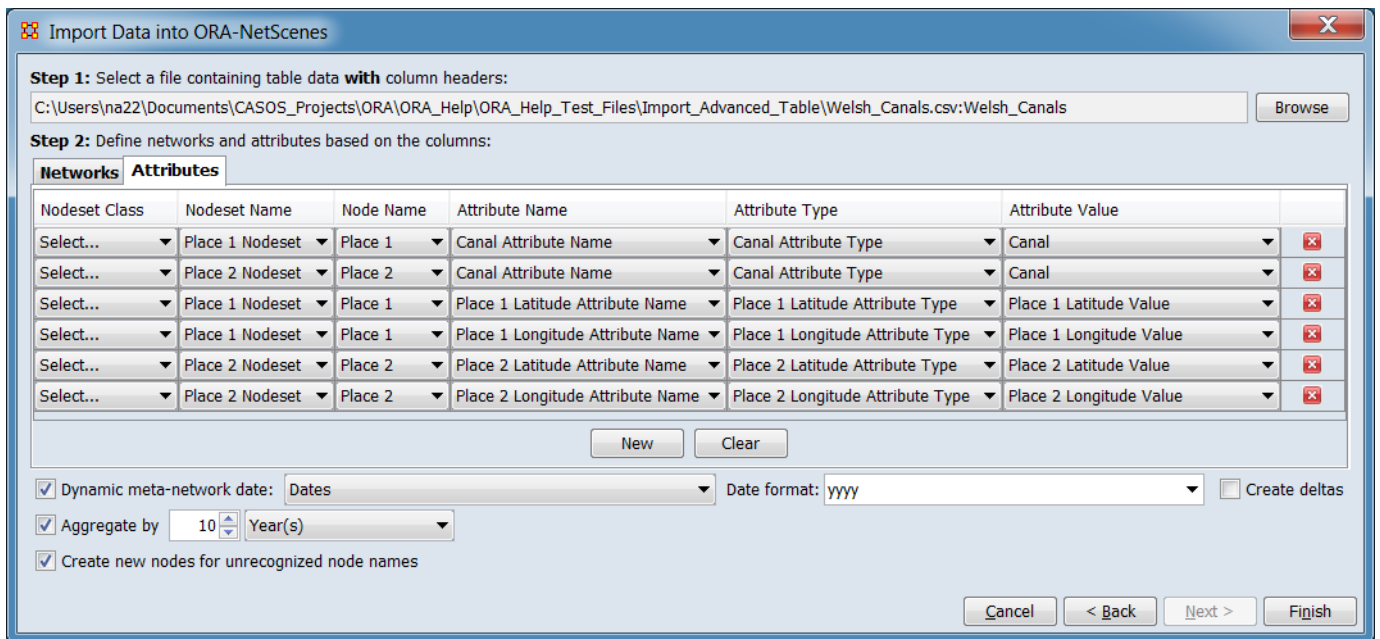 Import Data into ORA-NetScenes
X
Step 1: Select a file containing table data with column headers:
C:\Users\na22\Documents\CASOS_Projects\ORA\ORA_Help\ORA_Help_Test_Files\Import_Advanced_Table\Welsh_Canals.csv:Welsh_Canals Browse
Step 2: Define networks and attributes based on the columns:
Networks Attributes
Nodeset Class Nodeset Name Node Name Attribute Name Attribute Type Attribute Value
Select... Place 1 Nodeset Place 1 Canal Attribute Name Canal Attribute Type Canal
Select... Place 2 Nodeset Place 2 Canal Attribute Name Canal Attribute Type Canal
Select... Place 1 Nodeset Place 1 Place 1 Latitude Attribute Name Place 1 Latitude Attribute Type Place 1 Latitude Value
Select... Place 1 Nodeset Place 1 Place 1 Longitude Attribute Name Place 1 Longitude Attribute Type Place 1 Longitude Value
Select... Place 2 Nodeset Place 2 Place 2 Latitude Attribute Name Place 2 Latitude Attribute Type Place 2 Latitude Value
Select... Place 2 Nodeset Place 2 Place 2 Longitude Attribute Name Place 2 Longitude Attribute Type Place 2 Longitude Value
New Clear
Dynamic meta-network date: Dates Date format: yyyy Create deltas
Aggregate by 10 Year(s)
Create new nodes for unrecognized node names
Cancel < Back Next > Finish